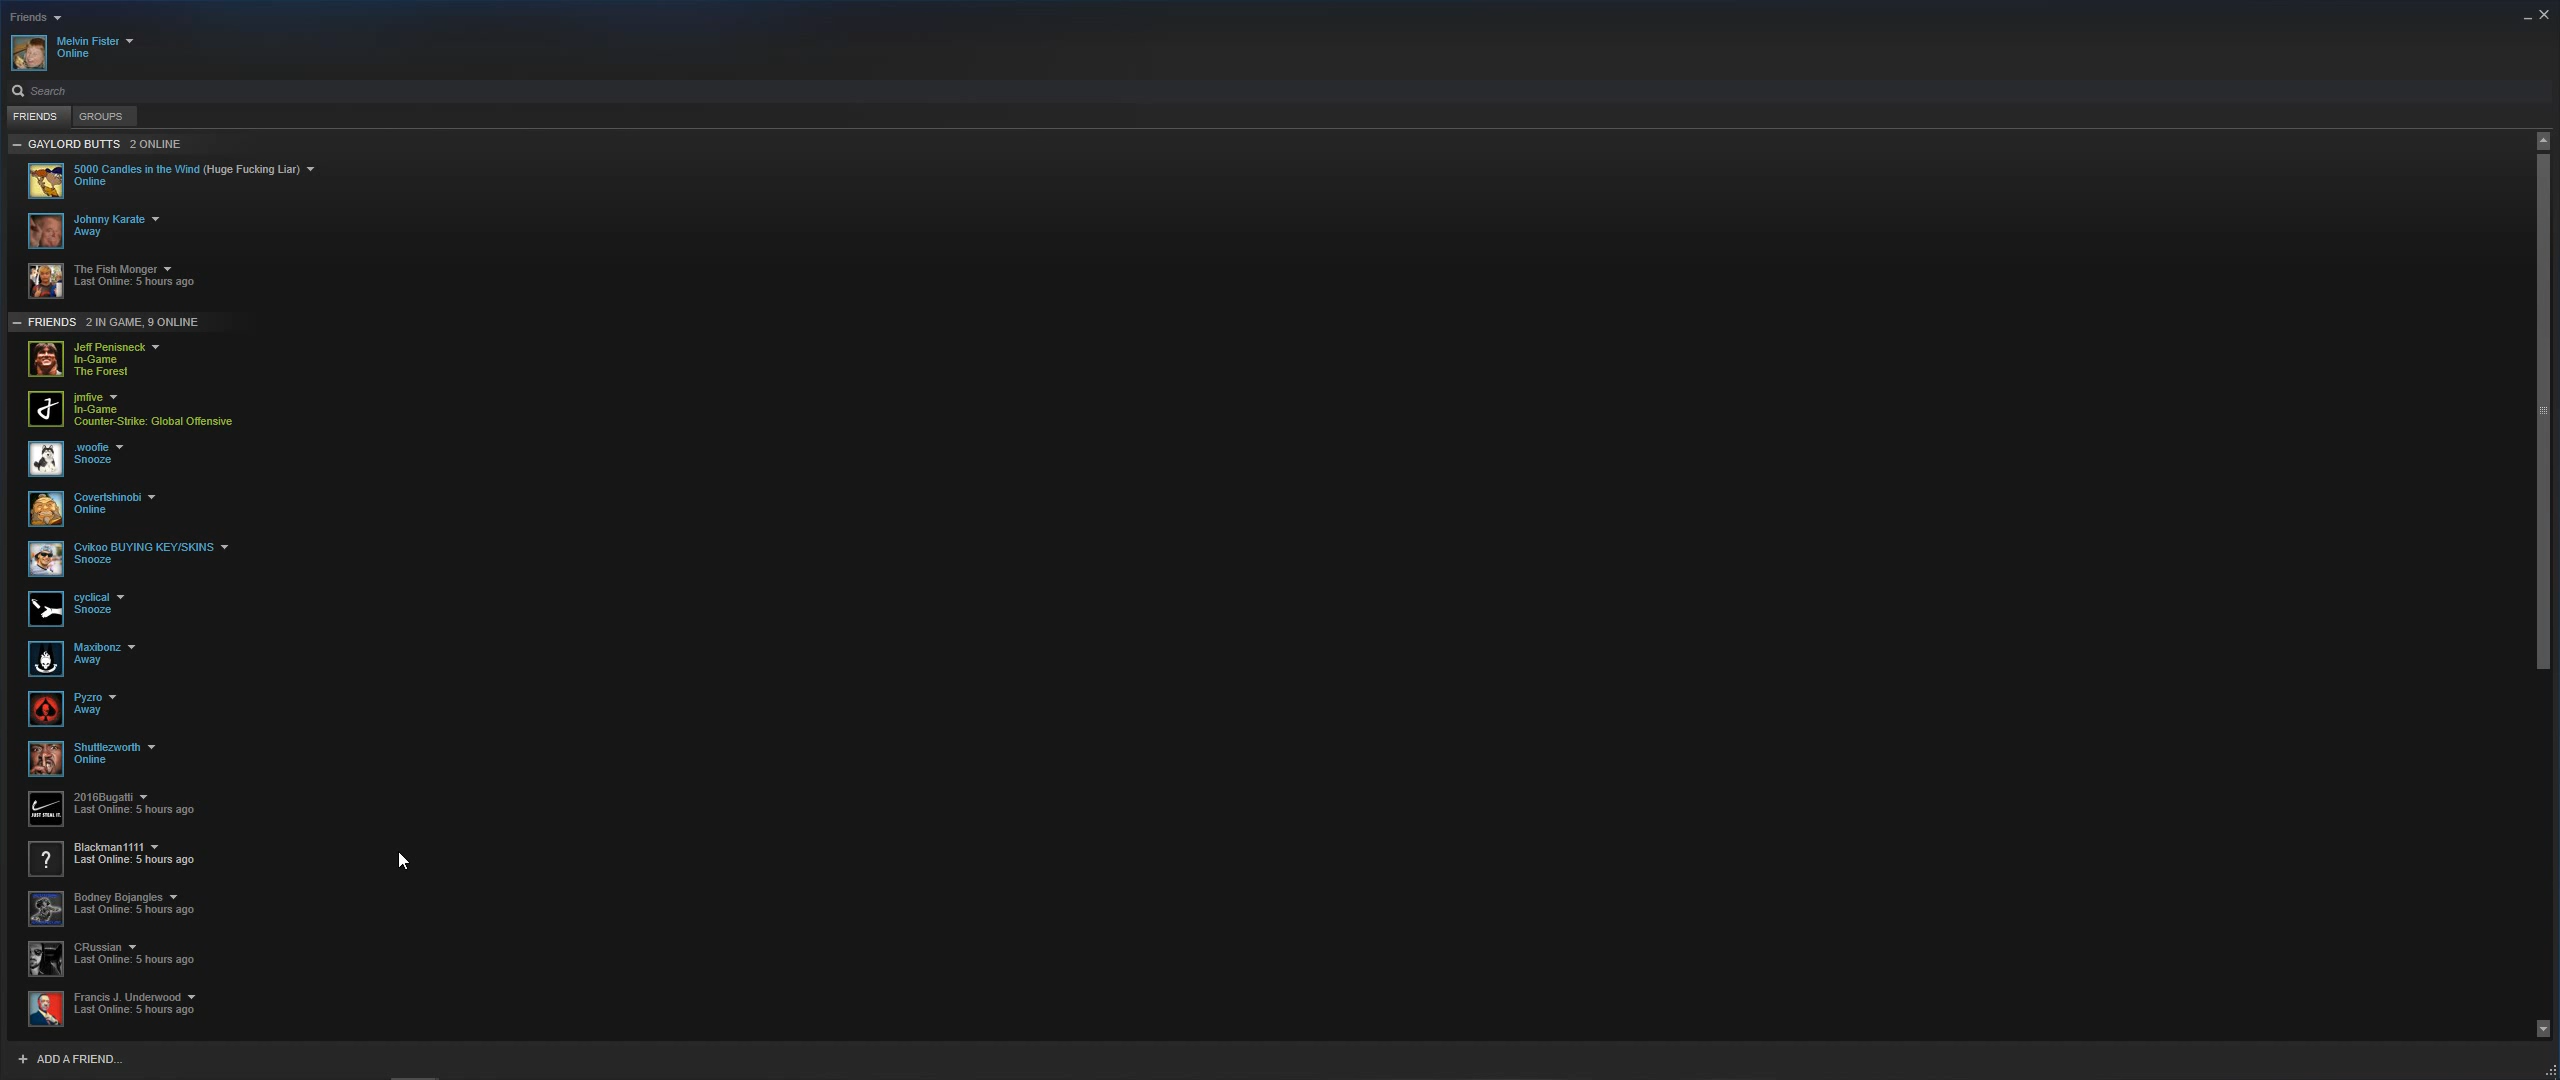 Friends
Melvin Fister
Online
Search
FRIENDS GROUPS
GAYLORD BUTTS 2 ONLINE
5000 Candles in the Wind (Huge Fucking Liar)
Online
Johnny Karate
Away
The Fish Monger
Last Online: 5 hours ago
FRIENDS 2 IN GAME, 9 ONLINE
Jeff Penisneck
In-Game
The Forest
jmfive
In-Game
Counter-Strike: Global Offensive
.woofie
Snooze
Covertshinobi
Online
Cvikoo BUYING KEY/SKINS
Snooze
cyclical
Snooze
Maxibonz
Away
Pyzro
Away
Shuttlezworth
Online
2016Bugatti
Last Online: 5 hours ago
JUST STEAL IT.
Blackman1111
Last Online: 5 hours ago
?
Bodney Bojangles
Last Online: 5 hours ago
CRussian
Last Online: 5 hours ago
Francis J. Underwood
Last Online: 5 hours ago
+ ADD A FRIEND...